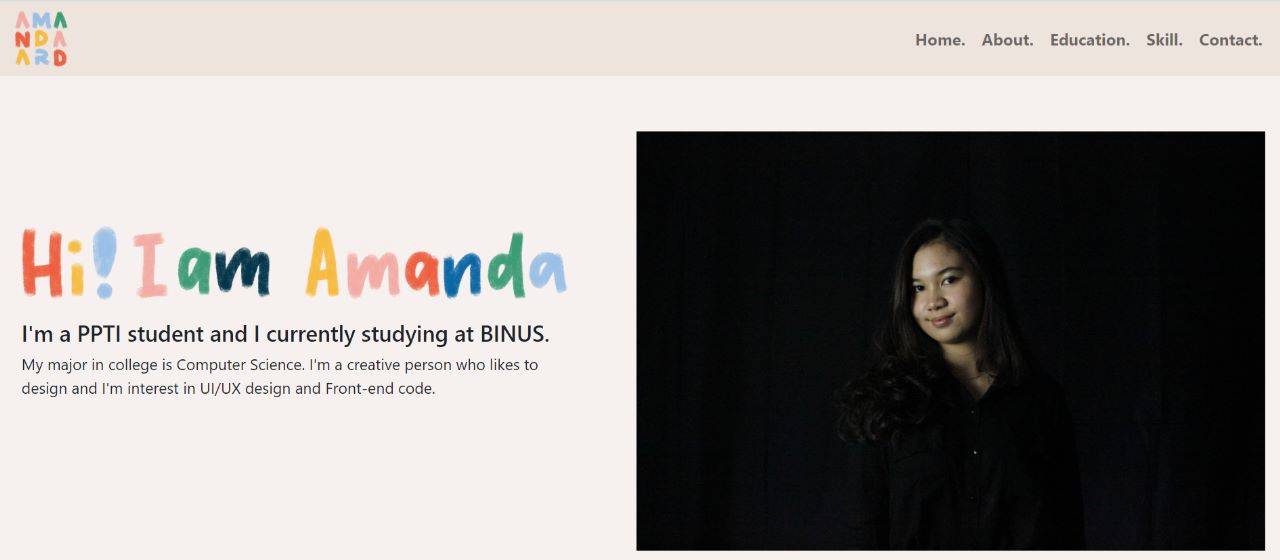 AMA
NDA
ARD
Home. About. Education. Skill. Contact.
Hi! I am Amanda
I'm a PPTI student and I currently studying at BINUS.
My major in college is Computer Science. I'm a creative person who likes to
design and I'm interest in UI/UX design and Front-end code.